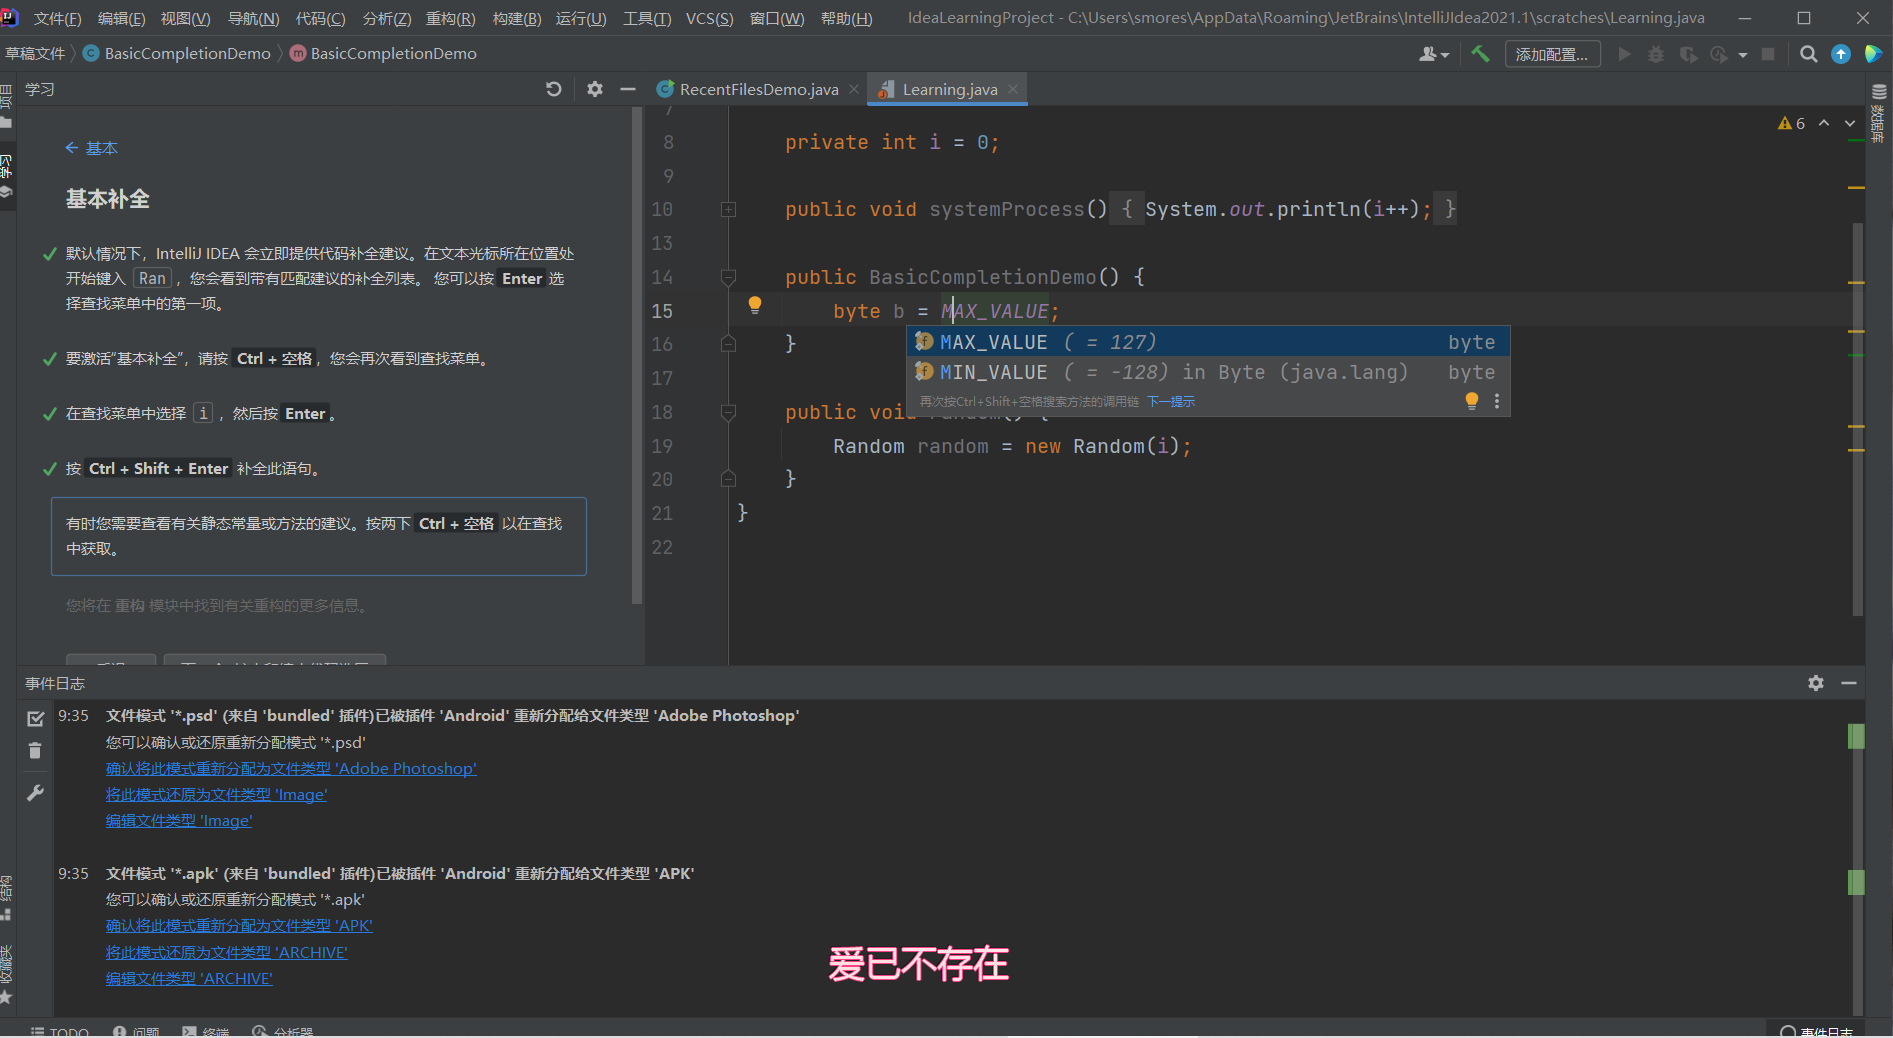 文件(F) 编辑(E) 视图(V) 导航(N) 代码(C) 分析(Z) 重构(R) 构建(B) 运行(U) 工具(T) VCS(S) 窗口(W) 帮助(H) IdeaLearningProject - C:\Users\smores\AppData\Roaming\JetBrains\IntelliJIdea2021.1\scratches\Learning.java
草稿文件 BasicCompletionDemo BasicCompletionDemo 添加配置...
学习
RecentFilesDemo.java Learning.java
项目
学习
数据库
基本
基本补全
默认情况下，IntelliJ IDEA 会立即提供代码补全建议。在文本光标所在位置处
开始键入 Ran ，您会看到带有匹配建议的补全列表。 您可以按 Enter 选
择查找菜单中的第一项。
要激活“基本补全”，请按 Ctrl + 空格，您会再次看到查找菜单。
在查找菜单中选择 i ，然后按 Enter。
按 Ctrl + Shift + Enter 补全此语句。
有时您需要查看有关静态常量或方法的建议。按两下 Ctrl + 空格 以在查找
中获取。
您将在 重构 模块中找到有关重构的更多信息。
6
7
8 private int i = 0;
9
10 public void systemProcess() { System.out.println(i++); }
13
14 public BasicCompletionDemo() {
15 byte b = MAX_VALUE;
16 }
MAX_VALUE ( = 127) byte
MIN_VALUE ( = -128) in Byte (java.lang) byte
再次按Ctrl+Shift+空格搜索方法的调用链 下一提示
17
18 public void random() {
19 Random random = new Random(i);
20 }
21 }
22
事件日志
9:35 文件模式 '*.psd' (来自 'bundled' 插件)已被插件 'Android' 重新分配给文件类型 'Adobe Photoshop'
您可以确认或还原重新分配模式 '*.psd'
确认将此模式重新分配为文件类型 'Adobe Photoshop'
将此模式还原为文件类型 'Image'
编辑文件类型 'Image'
9:35 文件模式 '*.apk' (来自 'bundled' 插件)已被插件 'Android' 重新分配给文件类型 'APK'
您可以确认或还原重新分配模式 '*.apk'
确认将此模式重新分配为文件类型 'APK'
将此模式还原为文件类型 'ARCHIVE'
编辑文件类型 'ARCHIVE'
爱已不存在
结构
收藏夹
TODO 问题 终端 分析器 事件日志